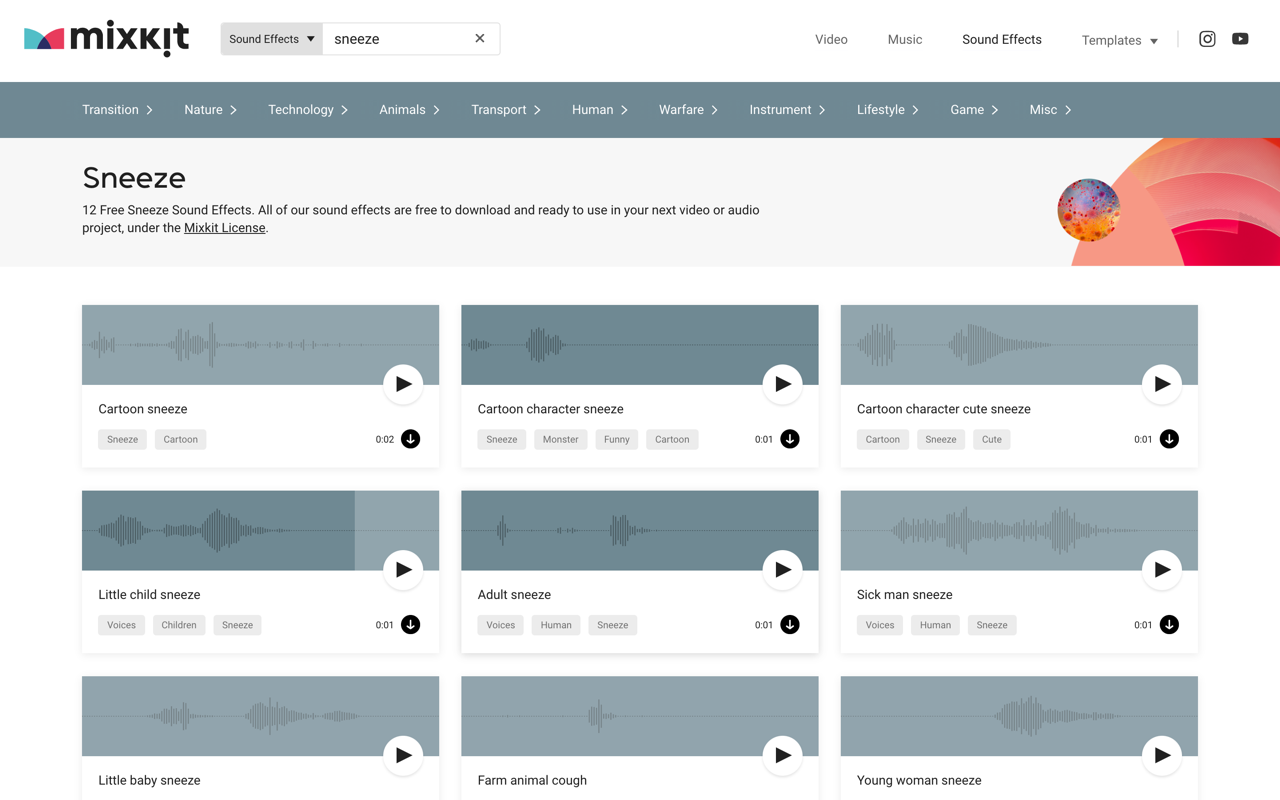 mixkit
Sound Effects
sneeze
Video
Music
Sound Effects
Templates
Transition
Nature
Technology
Animals
Transport
Human
Warfare
Instrument
Lifestyle
Game
Misc
Sneeze
12 Free Sneeze Sound Effects. All of our sound effects are free to download and ready to use in your next video or audio
project, under the Mixkit License.
Cartoon sneeze
Sneeze
Cartoon
0:02
Cartoon character sneeze
Sneeze
Monster
Funny
Cartoon
0:01
Cartoon character cute sneeze
Cartoon
Sneeze
Cute
0:01
Little child sneeze
Voices
Children
Sneeze
0:01
Adult sneeze
Voices
Human
Sneeze
0:01
Sick man sneeze
Voices
Human
Sneeze
0:01
Little baby sneeze
Farm animal cough
Young woman sneeze